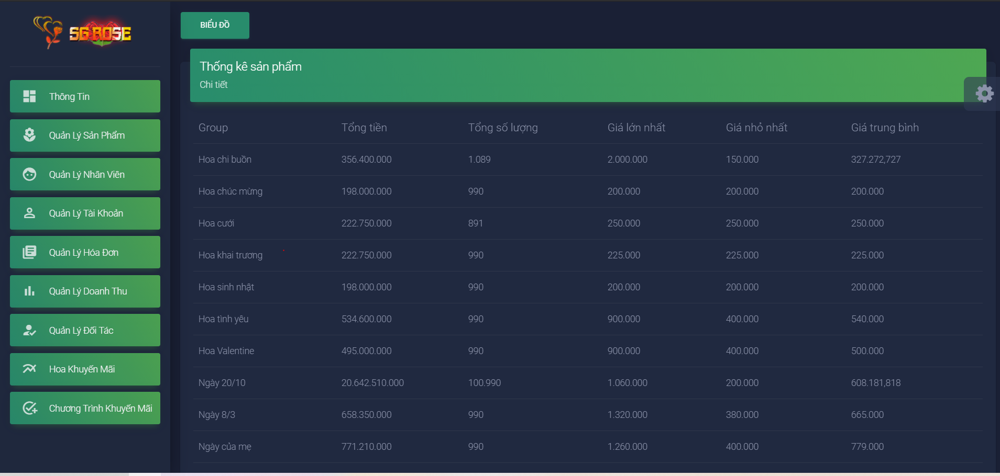 SG ROSE
Thông Tin
Quản Lý Sản Phẩm
Quản Lý Nhân Viên
Quản Lý Tài Khoản
Quản Lý Hóa Đơn
Quản Lý Doanh Thu
Quản Lý Đối Tác
Hoa Khuyến Mãi
Chương Trình Khuyến Mãi
BIỂU ĐỒ
Thống kê sản phẩm
Chi tiết
Group Tổng tiền Tổng số lượng Giá lớn nhất Giá nhỏ nhất Giá trung bình
Hoa chi buồn 356.400.000 1.089 2.000.000 150.000 327.272,727
Hoa chúc mừng 198.000.000 990 200.000 200.000 200.000
Hoa cưới 222.750.000 891 250.000 250.000 250.000
Hoa khai trương 222.750.000 990 225.000 225.000 225.000
Hoa sinh nhật 198.000.000 990 200.000 200.000 200.000
Hoa tình yêu 534.600.000 990 900.000 400.000 540.000
Hoa Valentine 495.000.000 990 900.000 400.000 500.000
Ngày 20/10 20.642.510.000 100.990 1.060.000 200.000 608.181,818
Ngày 8/3 658.350.000 990 1.320.000 380.000 665.000
Ngày của mẹ 771.210.000 990 1.260.000 400.000 779.000